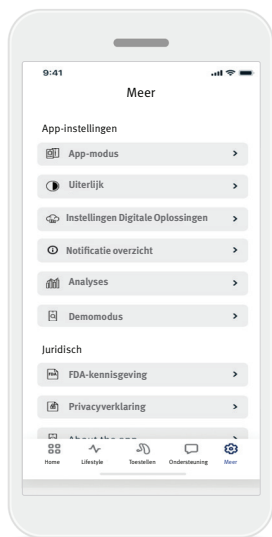 9:41
Meer
App-instellingen
App-modus
Uiterlijk
Instellingen Digitale Oplossingen
Notificatie overzicht
Analyses
Demomodus
Juridisch
FDA-kennisgeving
Privacyverklaring
About the app
Home Lifestyle Toestellen Ondersteuning Meer